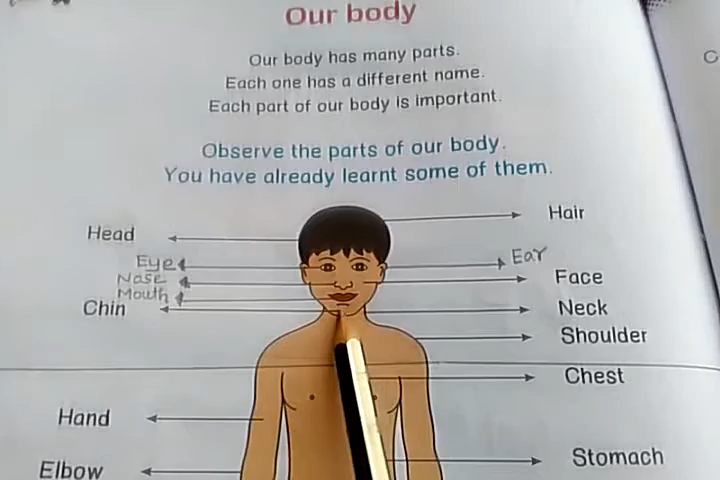 Our body
Our body has many parts.
Each one has a different name.
Each part of our body is important.
Observe the parts of our body.
You have already learnt some of them.
Hair
Head
Eye
Ear
Nose
Face
Mouth
Chin
Neck
Shoulder
Chest
Hand
Stomach
Elbow